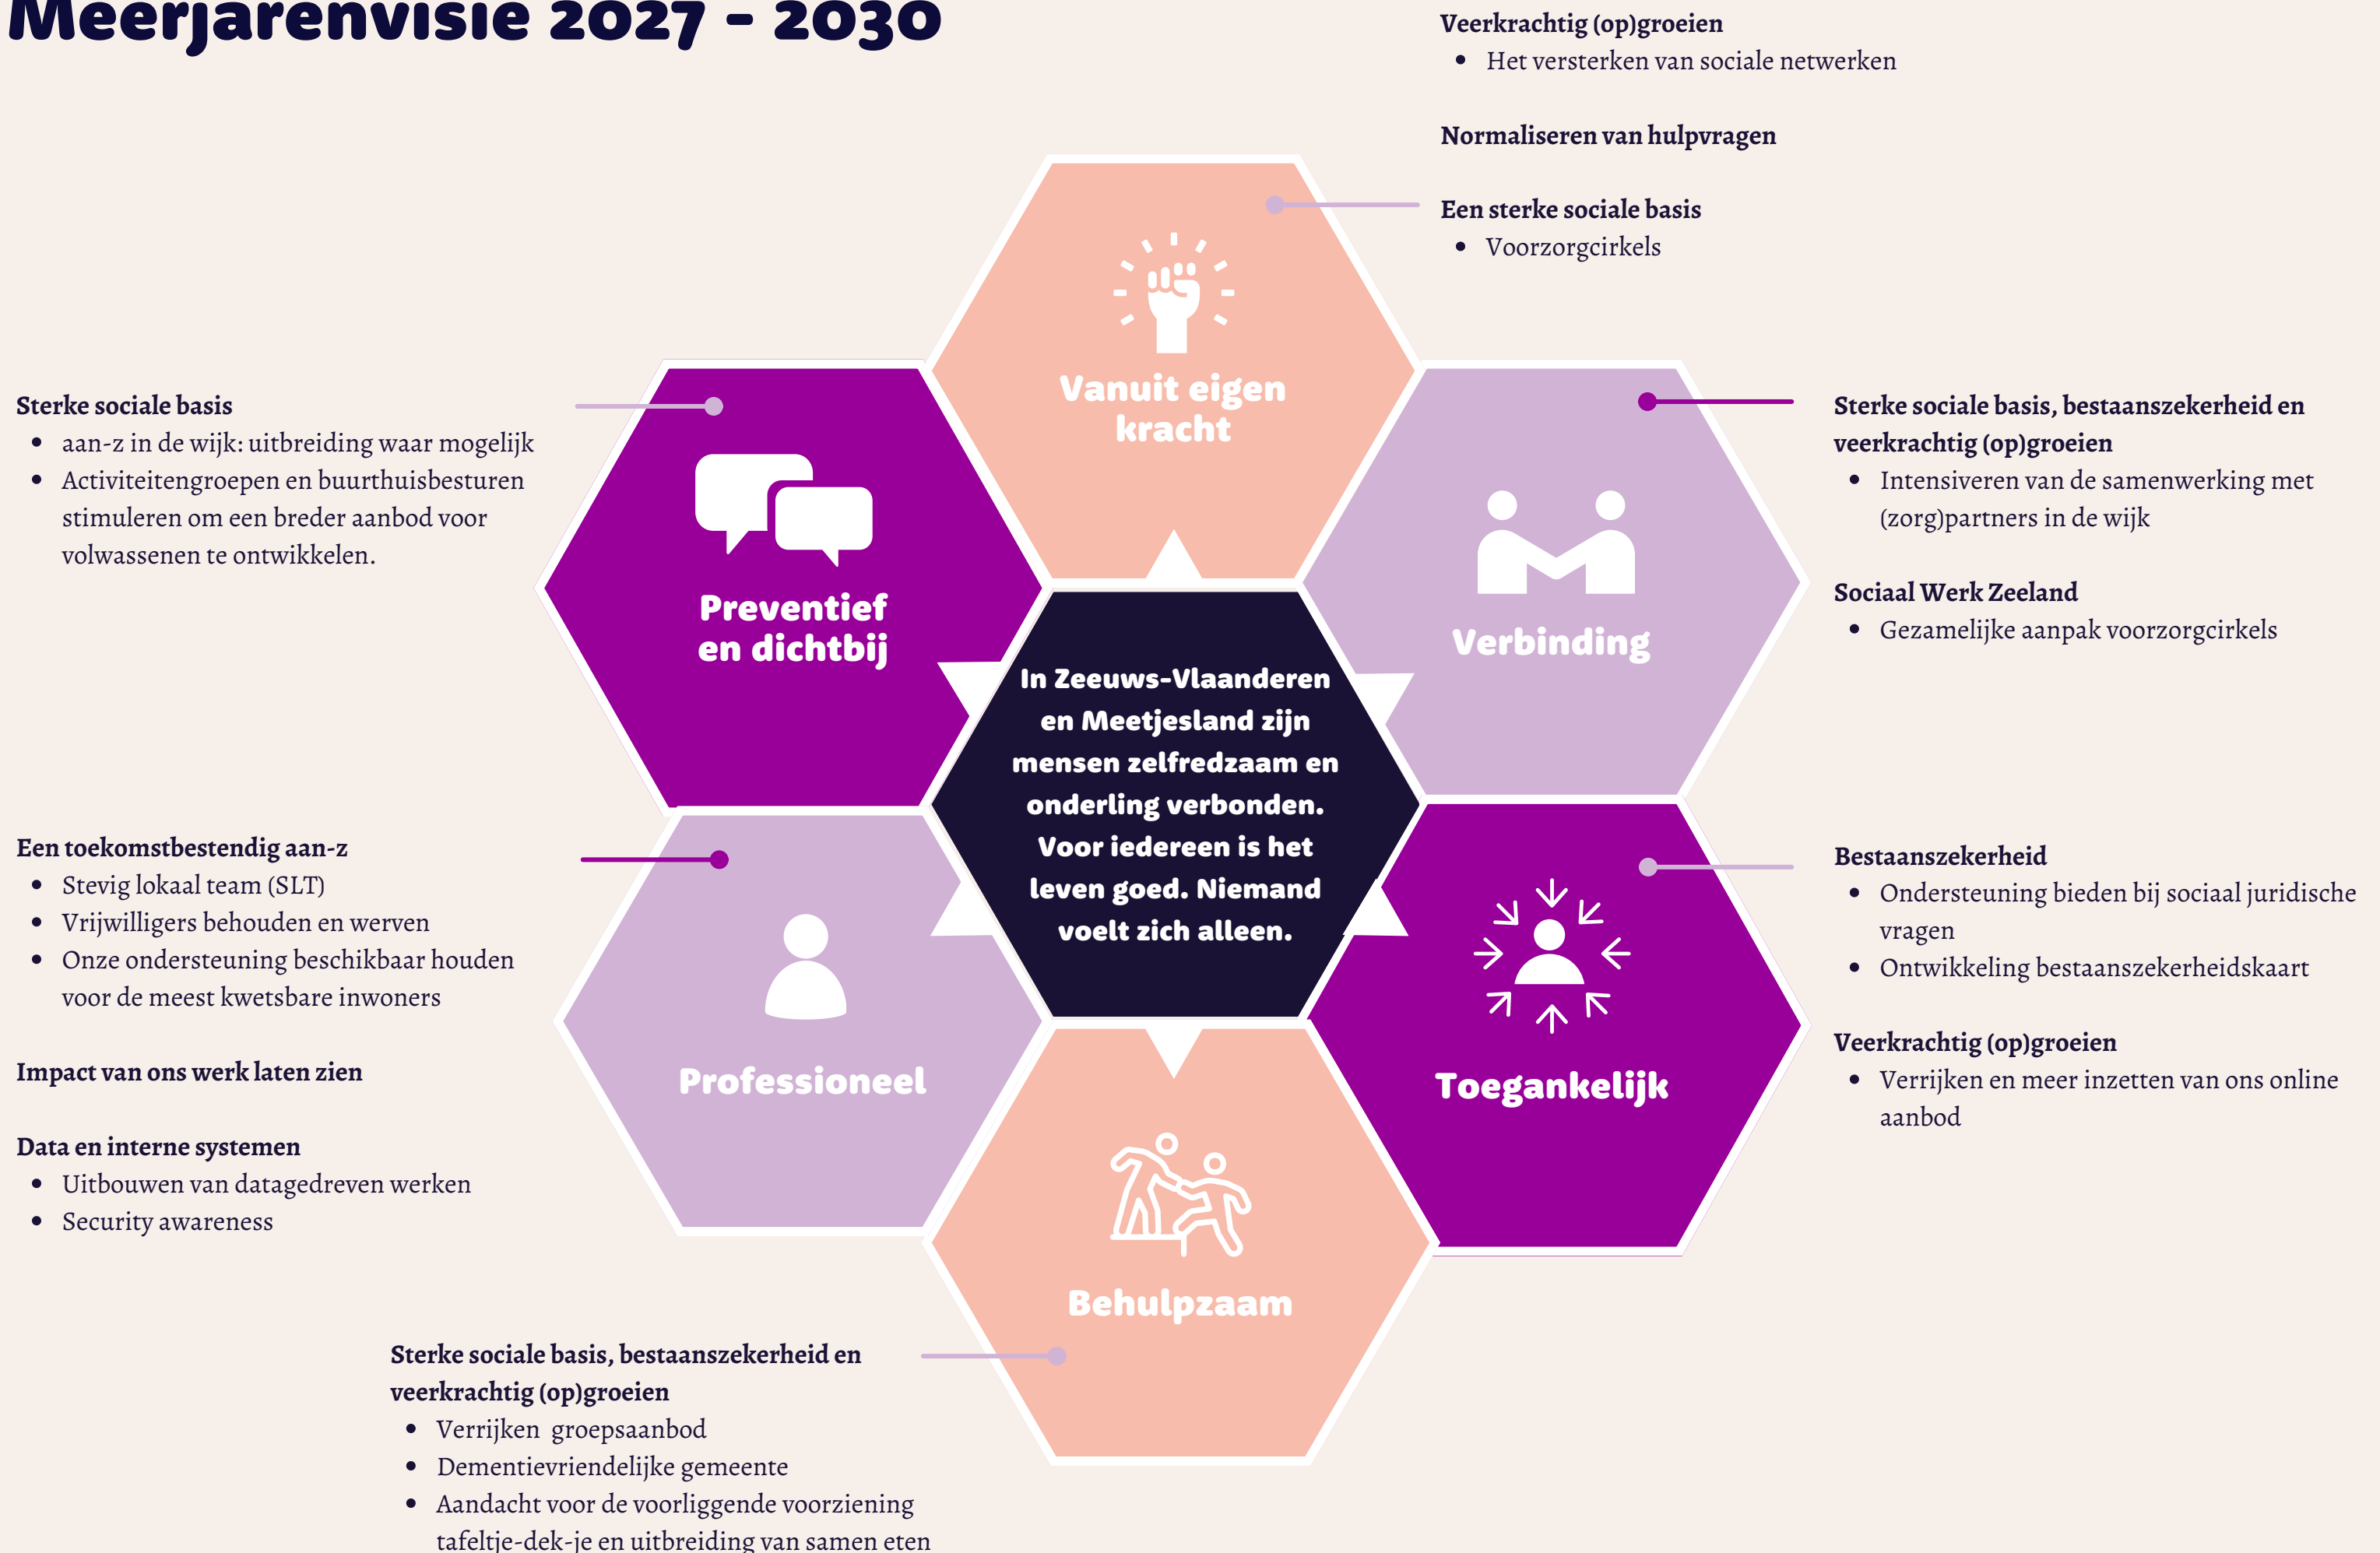 Meerjarenvisie 2027 - 2030
Veerkrachtig (op)groeien
• Het versterken van sociale netwerken
Normaliseren van hulpvragen
Een sterke sociale basis
• Voorzorgcirkels
Vanuit eigen
kracht
Sterke sociale basis
• aan-z in de wijk: uitbreiding waar mogelijk
• Activiteitengroepen en buurthuisbesturen
stimuleren om een breder aanbod voor
volwassenen te ontwikkelen.
Preventief
en dichtbij
Verbinding
Sterke sociale basis, bestaanszekerheid en
veerkrachtig (op)groeien
• Intensiveren van de samenwerking met
(zorg)partners in de wijk
Sociaal Werk Zeeland
• Gezamelijke aanpak voorzorgcirkels
In Zeeuws-Vlaanderen
en Meetjesland zijn
mensen zelfredzaam en
onderling verbonden.
Voor iedereen is het
leven goed. Niemand
voelt zich alleen.
Een toekomstbestendig aan-z
• Stevig lokaal team (SLT)
• Vrijwilligers behouden en werven
• Onze ondersteuning beschikbaar houden
voor de meest kwetsbare inwoners
Impact van ons werk laten zien
Data en interne systemen
• Uitbouwen van datagedreven werken
• Security awareness
Professioneel
Toegankelijk
Bestaanszekerheid
• Ondersteuning bieden bij sociaal juridische
vragen
• Ontwikkeling bestaanszekerheidskaart
Veerkrachtig (op)groeien
• Verrijken en meer inzetten van ons online
aanbod
Behulpzaam
Sterke sociale basis, bestaanszekerheid en
veerkrachtig (op)groeien
• Verrijken  groepsaanbod
• Dementievriendelijke gemeente
• Aandacht voor de voorliggende voorziening
tafeltje-dek-je en uitbreiding van samen eten